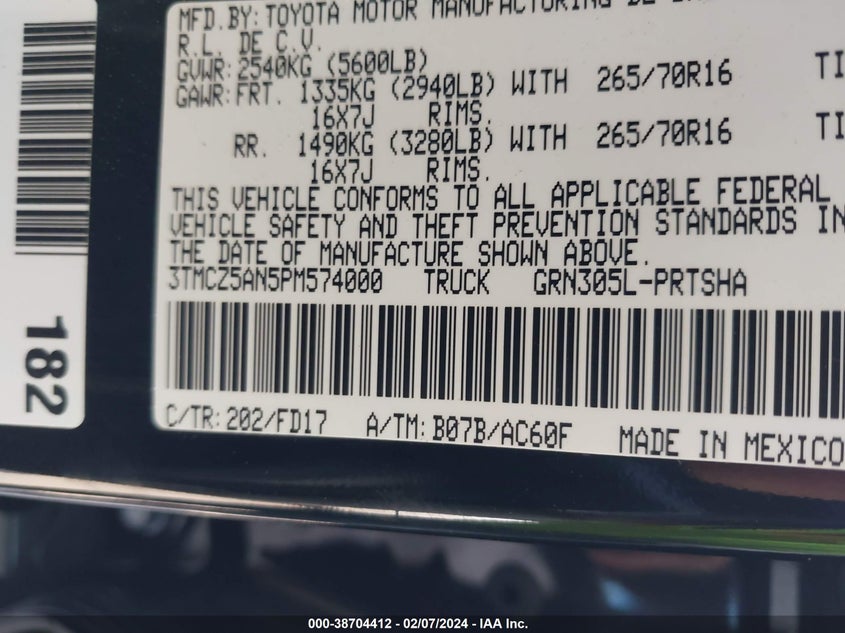 MFD.BY: TOYOTA MOTOR MANUFACTURING DE
R.L. DE C.V.
GVWR: 2540KG (5600LB)
GAWR: FRT. 1335KG (2940LB) WITH 265/70R16 TI
16X7J RIMS.
RR. 1490KG (3280LB) WITH 265/70R16 TI
16X7J RIMS.
THIS VEHICLE CONFORMS TO ALL APPLICABLE FEDERAL
VEHICLE SAFETY AND THEFT PREVENTION STANDARDS IN
THE DATE OF MANUFACTURE SHOWN ABOVE.
3TMCZ5AN5PM574000 TRUCK GRN305L-PRTSHA
C/TR: 202/FD17 A/TM: B07B/AC60F MADE IN MEXICO
182
000-38704412 - 02/07/2024 - IAA Inc.